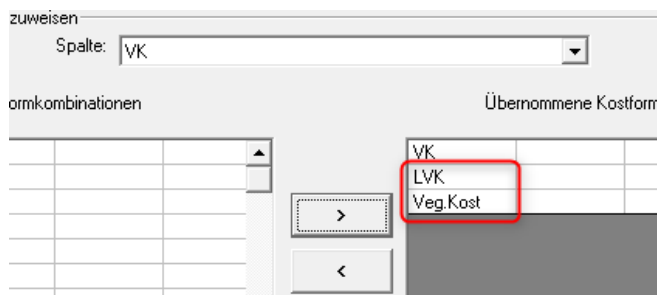 zuweisen
Spalte: VK
ormkombinationen
Übernommene Kostform
VK
LVK
>
Veg.Kost
<